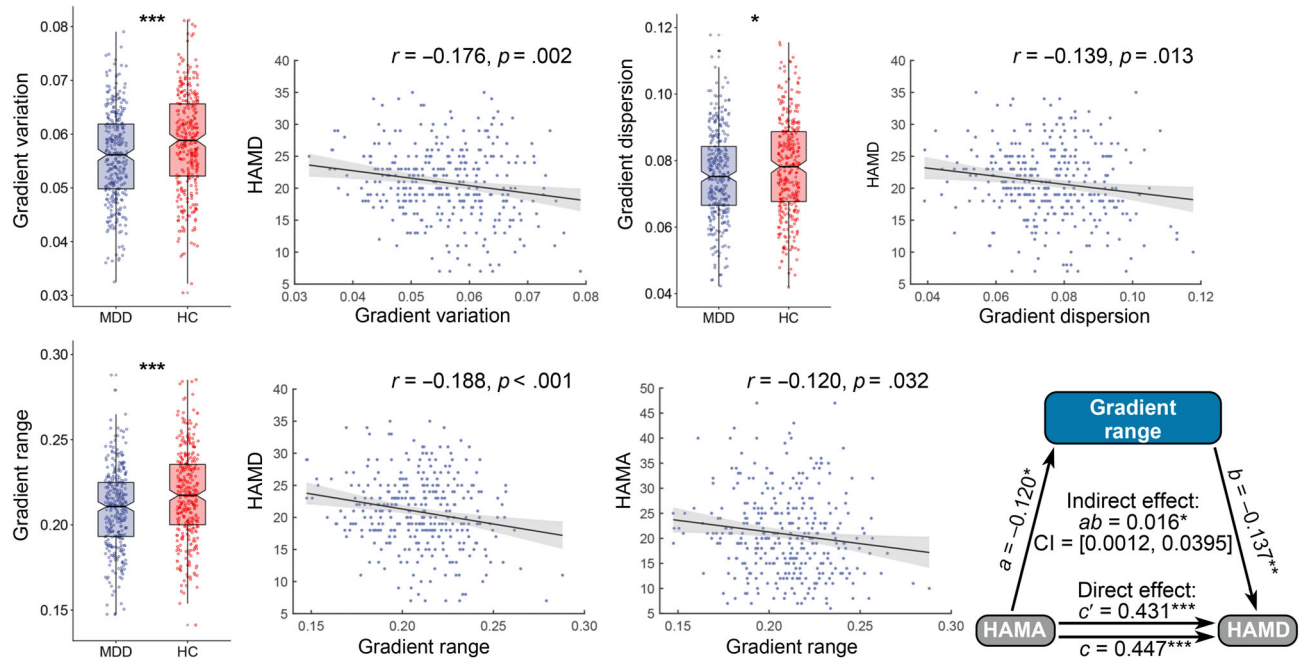 ***
Gradient variation
0.08
0.07
0.06
0.05
0.04
0.03
MDD HC
r = –0.176, p = .002
HAMD
40
35
30
25
20
15
10
5
0.03 0.04 0.05 0.06 0.07 0.08
Gradient variation
*
Gradient dispersion
0.12
0.10
0.08
0.06
0.04
MDD HC
r = –0.139, p = .013
HAMD
40
35
30
25
20
15
10
5
0.04 0.06 0.08 0.10 0.12
Gradient dispersion
***
Gradient range
0.30
0.25
0.20
0.15
MDD HC
r = –0.188, p < .001
HAMD
40
35
30
25
20
15
10
5
0.15 0.20 0.25 0.30
Gradient range
r = –0.120, p = .032
HAMA
50
45
40
35
30
25
20
15
10
5
0.15 0.20 0.25 0.30
Gradient range
Gradient
range
a = –0.120*
b = –0.137**
Indirect effect:
ab = 0.016*
CI = [0.0012, 0.0395]
Direct effect:
c′ = 0.431***
HAMA
HAMD
c = 0.447***